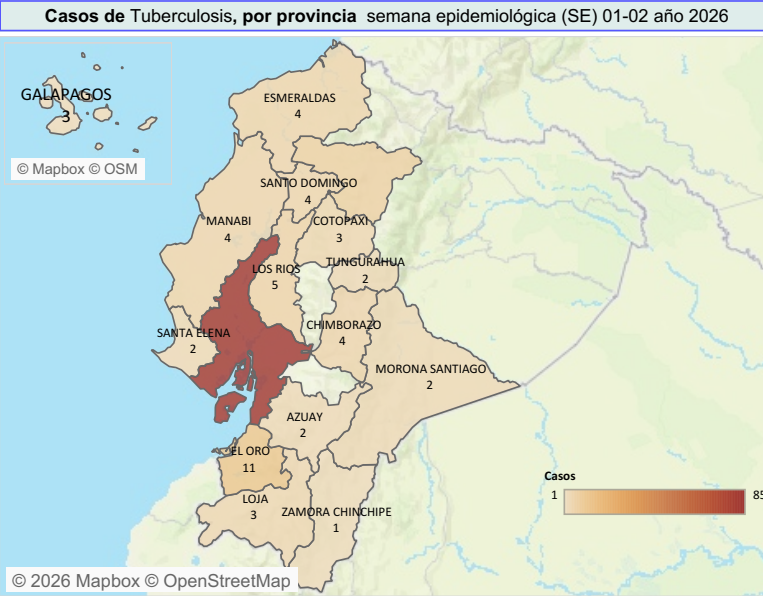 Casos de Tuberculosis, por provincia semana epidemiológica (SE) 01-02 año 2026
GALAPAGOS
3
© Mapbox © OSM
ESMERALDAS
4
SANTO DOMINGO
4
MANABI
4
COTOPAXI
3
LOS RIOS
5
TUNGURAHUA
2
SANTA ELENA
2
CHIMBORAZO
4
MORONA SANTIAGO
2
AZUAY
2
EL ORO
11
LOJA
3
ZAMORA CHINCHIPE
1
Casos
1 85
© 2026 Mapbox © OpenStreetMap